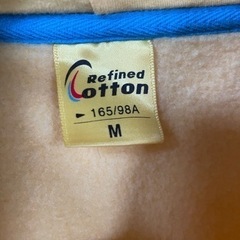 Refined
Cotton
► 165/98A
M